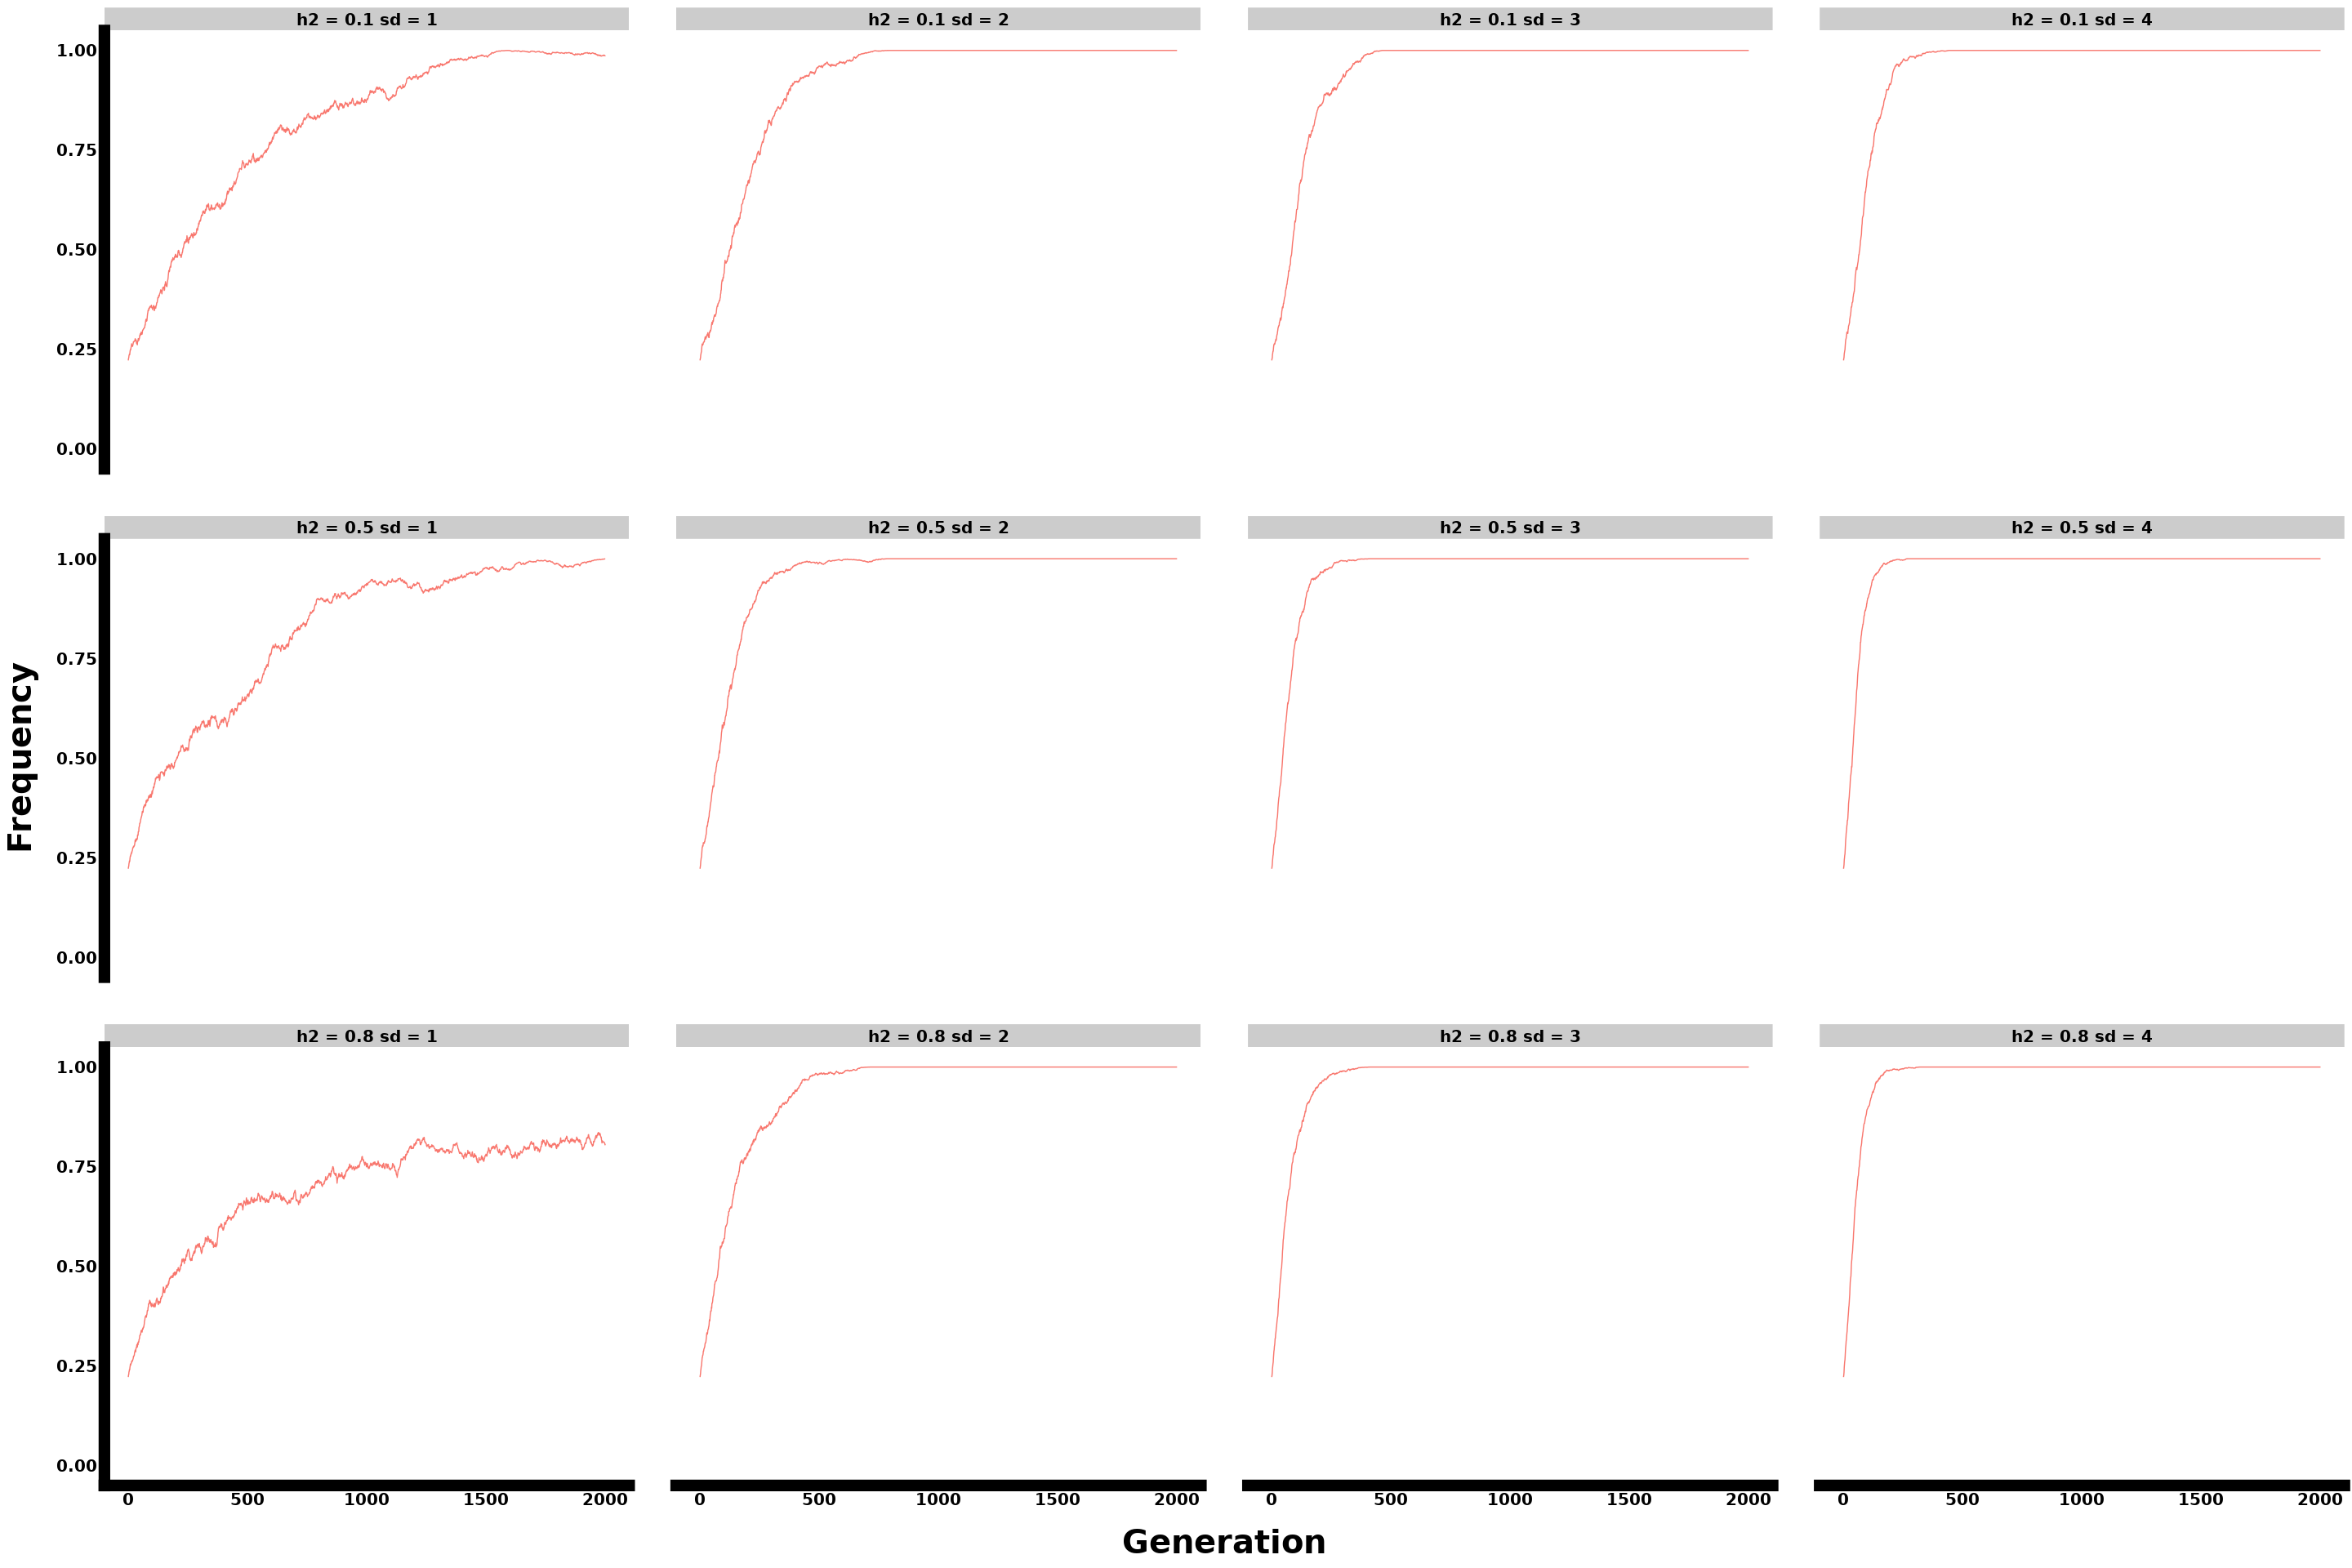 h2 = 0.1 sd = 1
h2 = 0.1 sd = 2
h2 = 0.1 sd = 3
h2 = 0.1 sd = 4
1.00
0.75
0.50
0.25
0.00
h2 = 0.5 sd = 1
h2 = 0.5 sd = 2
h2 = 0.5 sd = 3
h2 = 0.5 sd = 4
1.00
0.75
0.50
0.25
0.00
Frequency
h2 = 0.8 sd = 1
h2 = 0.8 sd = 2
h2 = 0.8 sd = 3
h2 = 0.8 sd = 4
1.00
0.75
0.50
0.25
0.00
0 500 1000 1500 2000
0 500 1000 1500 2000
0 500 1000 1500 2000
0 500 1000 1500 2000
Generation